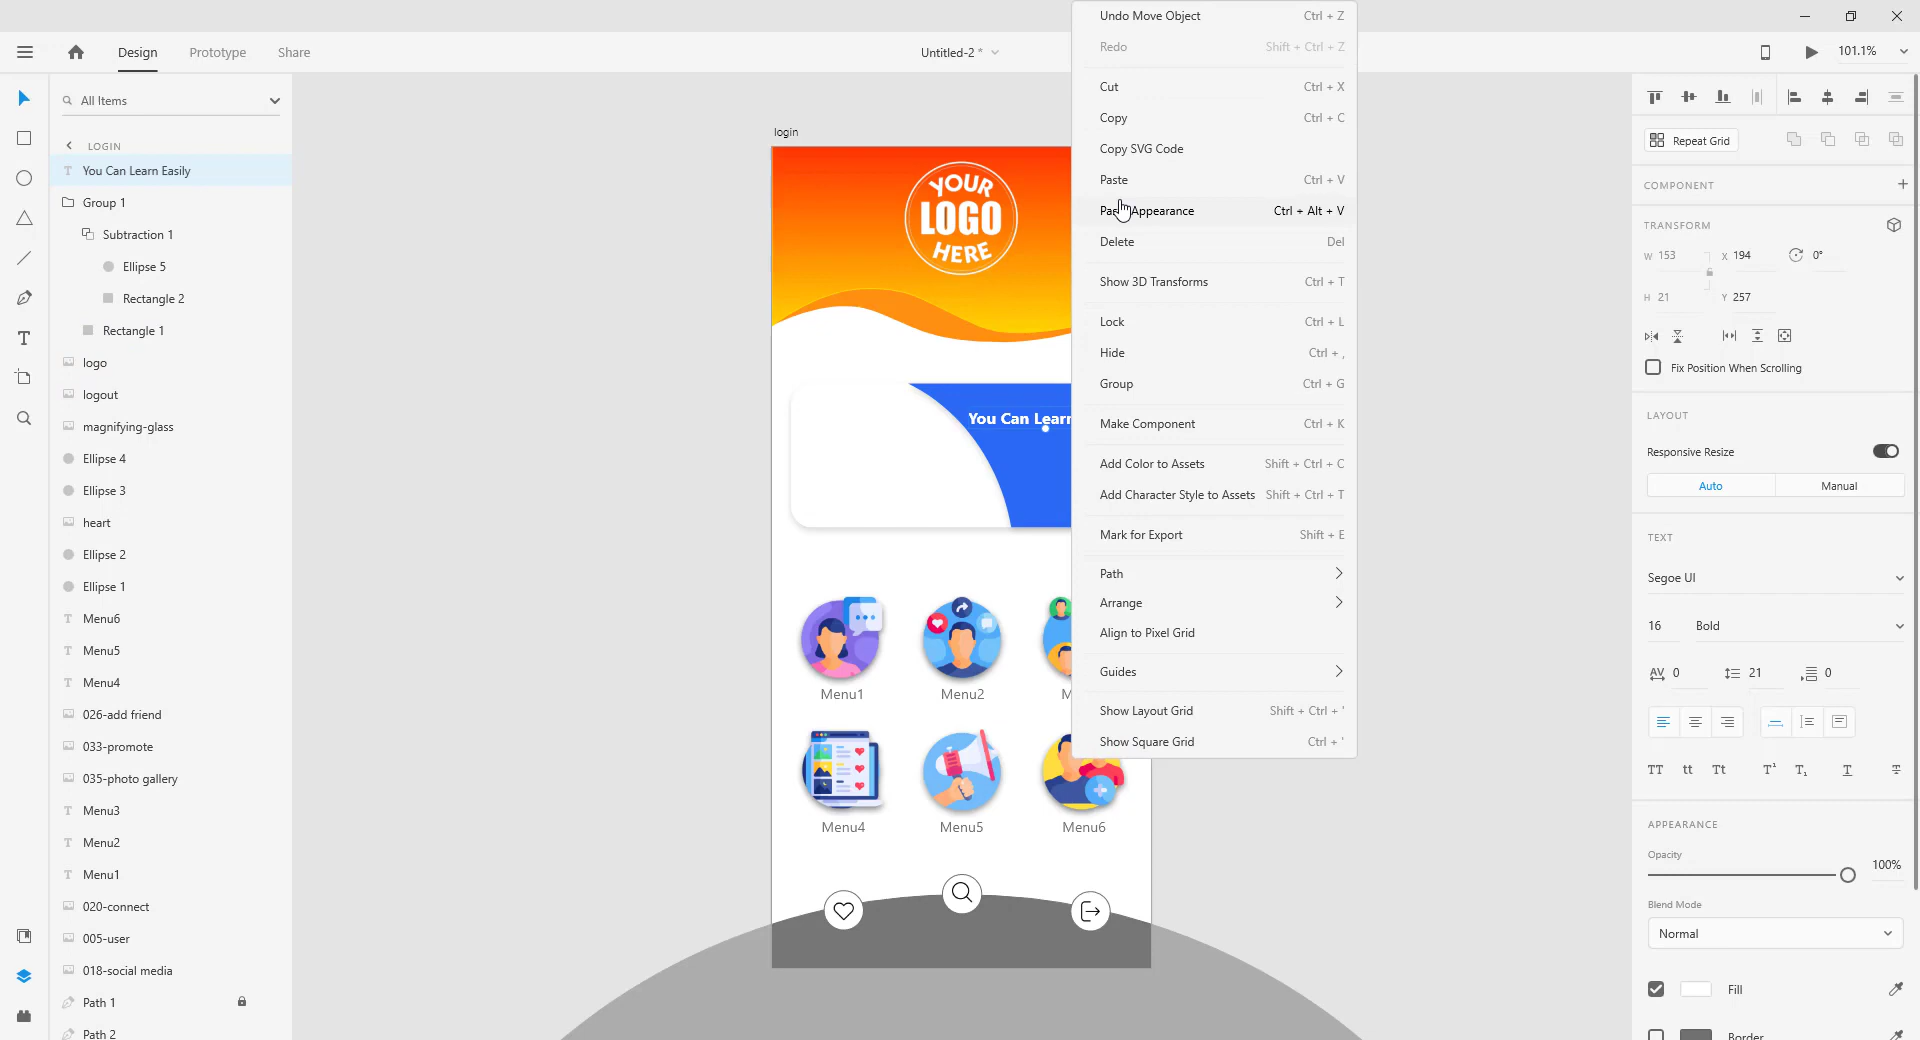 Design
Prototype
Share
Untitled-2 *
101.1%
All Items
LOGIN
You Can Learn Easily
Group 1
Subtraction 1
Ellipse 5
Rectangle 2
Rectangle 1
logo
logout
magnifying-glass
Ellipse 4
Ellipse 3
heart
Ellipse 2
Ellipse 1
Menu6
Menu5
Menu4
026-add friend
033-promote
035-photo gallery
Menu3
Menu2
Menu1
020-connect
005-user
018-social media
Path 1
Path 2
login
YOUR
LOGO
HERE
You Can Learn
Menu1
Menu2
Menu4
Menu5
Menu6
Undo Move Object Ctrl + Z
Redo Shift + Ctrl + Z
Cut Ctrl + X
Copy Ctrl + C
Copy SVG Code
Paste Ctrl + V
Appearance Ctrl + Alt + V
Delete Del
Show 3D Transforms Ctrl + T
Lock Ctrl + L
Hide Ctrl + ,
Group Ctrl + G
Make Component Ctrl + K
Add Color to Assets Shift + Ctrl + C
Add Character Style to Assets Shift + Ctrl + T
Mark for Export Shift + E
Path
Arrange
Align to Pixel Grid
Guides
Show Layout Grid Shift + Ctrl + '
Show Square Grid Ctrl + '
Repeat Grid
COMPONENT
TRANSFORM
W 153 X 194 0°
H 21 Y 257
Fix Position When Scrolling
LAYOUT
Responsive Resize
Auto Manual
TEXT
Segoe UI
16 Bold
AV 0 21 0
TT tt Tt T¹ T₁ T T
APPEARANCE
Opacity
100%
Blend Mode
Normal
Fill
Border